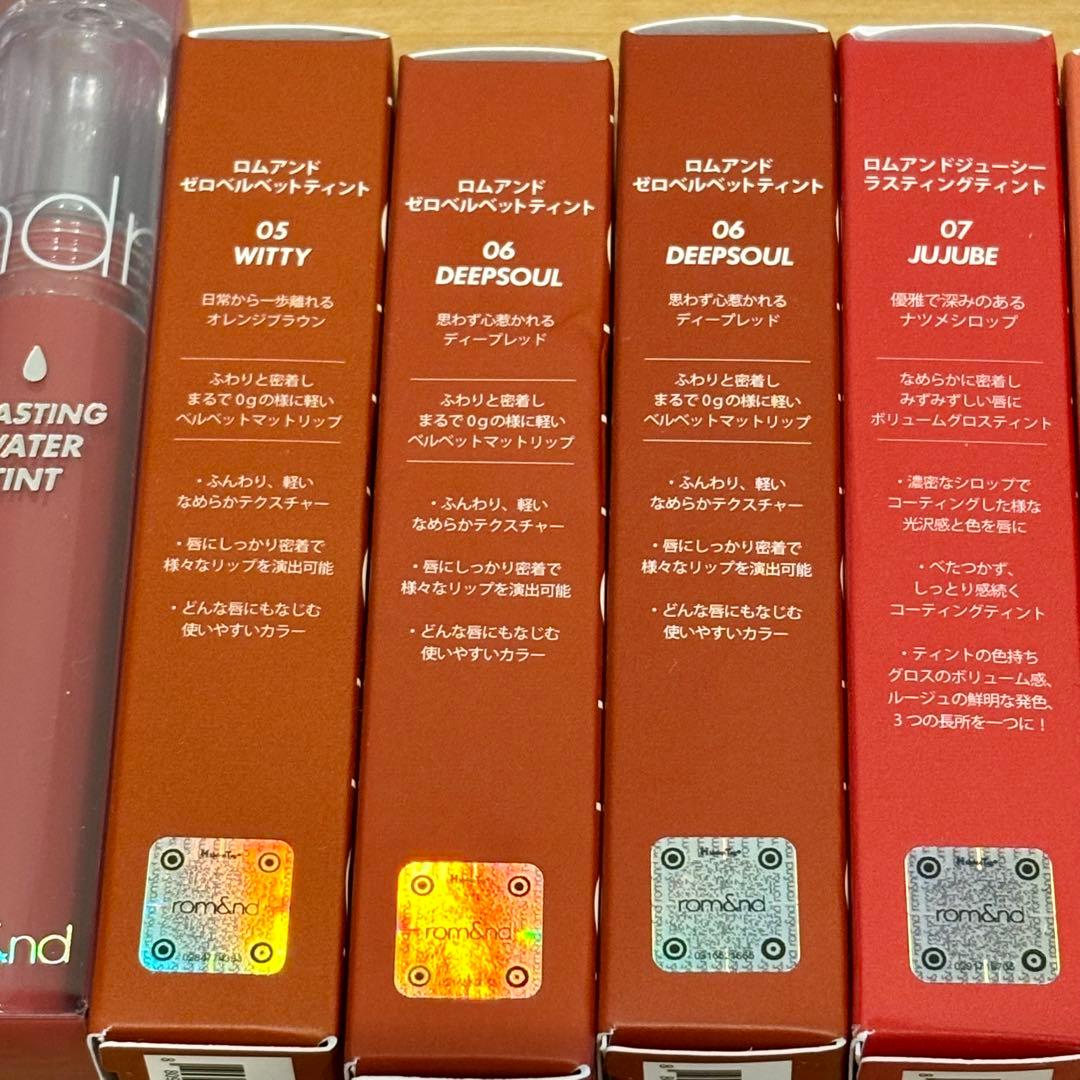 ASTING
WATER
TINT
&nd
ロムアンド
ゼロベルベットティント
05
WITTY
日常から一歩離れる
オレンジブラウン
ふわりと密着し
まるで0gの様に軽い
ベルベットマットリップ
・ふんわり、軽い
なめらかテクスチャー
・唇にしっかり密着で
様々なリップを演出可能
・どんな唇にもなじむ
使いやすいカラー
rom&nd
ロムアンド
ゼロベルベットティント
06
DEEPSOUL
思わず心惹かれる
ディープレッド
ふわりと密着し
まるで0gの様に軽い
ベルベットマットリップ
・ふんわり、軽い
なめらかテクスチャー
・唇にしっかり密着で
様々なリップを演出可能
・どんな唇にもなじむ
使いやすいカラー
rom&nd
ロムアンド
ゼロベルベットティント
06
DEEPSOUL
思わず心惹かれる
ディープレッド
ふわりと密着し
まるで0gの様に軽い
ベルベットマットリップ
・ふんわり、軽い
なめらかテクスチャー
・唇にしっかり密着で
様々なリップを演出可能
・どんな唇にもなじむ
使いやすいカラー
rom&nd
ロムアンドジューシー
ラスティングティント
07
JUJUBE
優雅で深みのある
ナツメシロップ
なめらかに密着し
みずみずしい唇に
ボリュームグロスティント
・濃密なシロップで
コーティングした様な
光沢感と色を唇に
・べたつかず、
しっとり感続く
コーティングティント
・ティントの色持ち
グロスのボリューム感、
ルージュの鮮明な発色、
3つの長所を一つに！
rom&nd